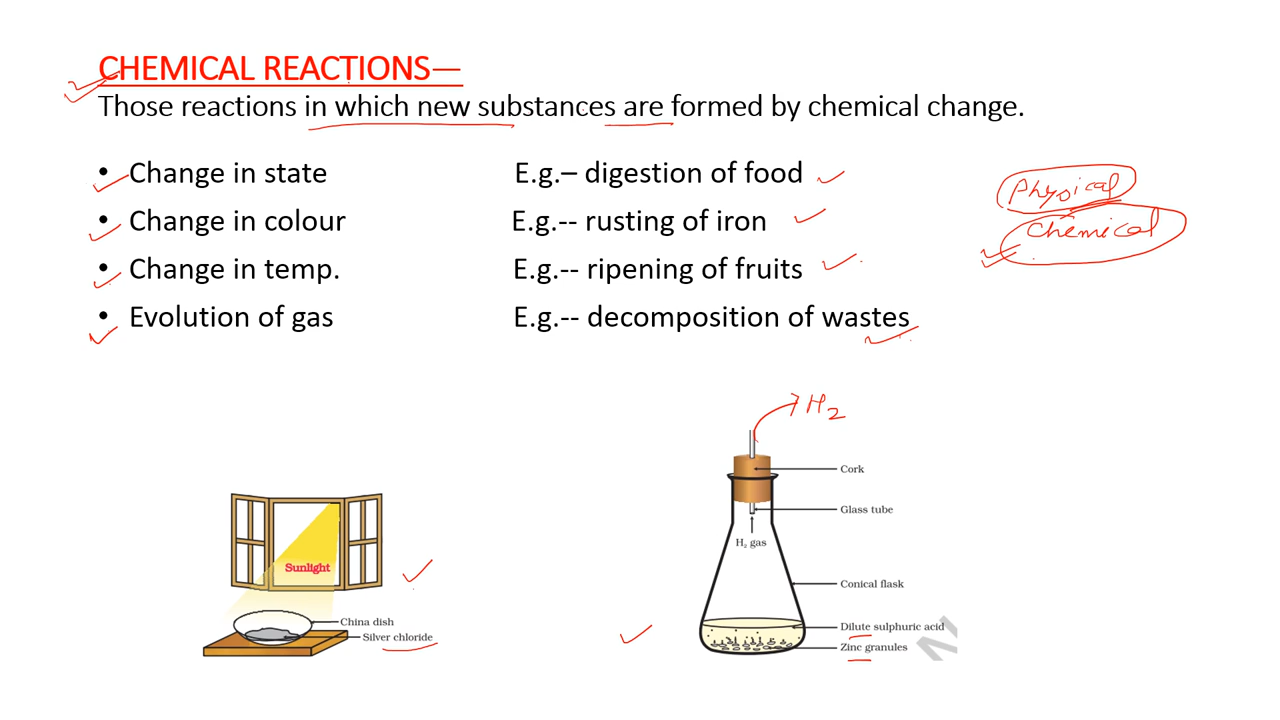 CHEMICAL REACTIONS—
Those reactions in which new substances are formed by chemical change.
• Change in state E.g.– digestion of food
• Change in colour E.g.-- rusting of iron
• Change in temp. E.g.-- ripening of fruits
• Evolution of gas E.g.-- decomposition of wastes
Physical
Chemical
H2
Cork
Glass tube
H2 gas
Conical flask
Dilute sulphuric acid
Zinc granules
Sunlight
China dish
Silver chloride